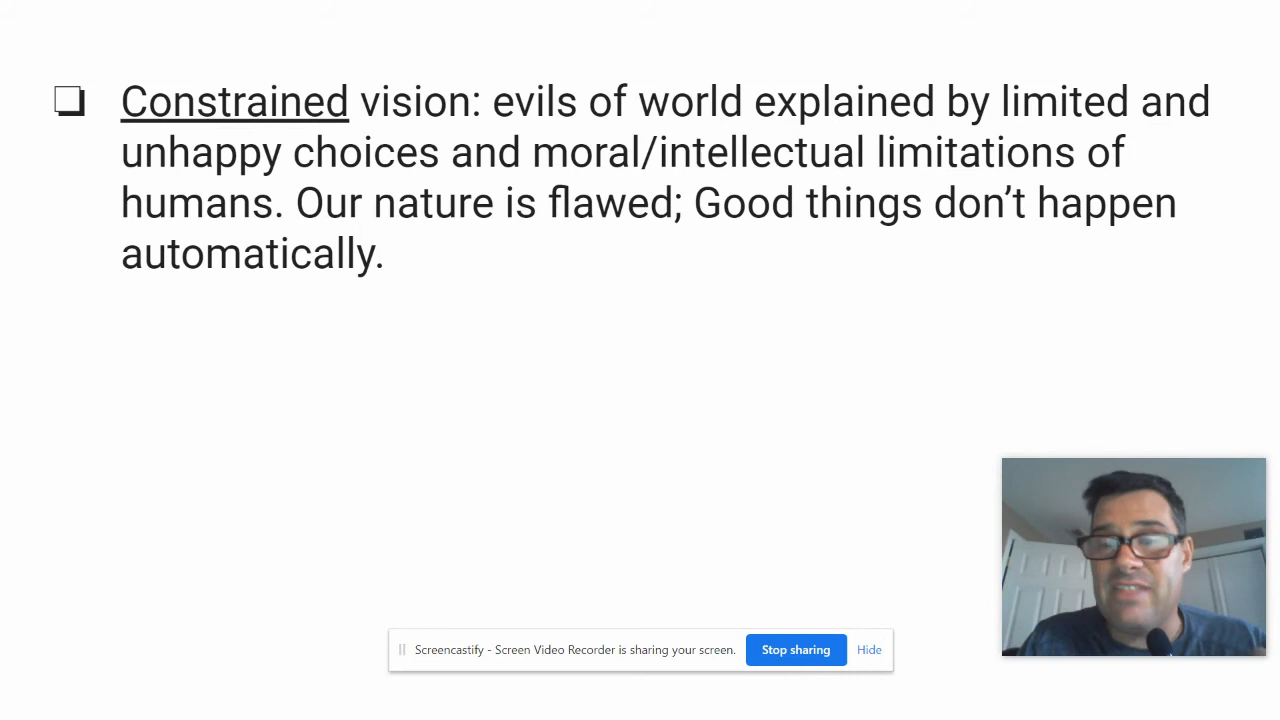 Constrained vision: evils of world explained by limited and
unhappy choices and moral/intellectual limitations of
humans. Our nature is flawed; Good things don’t happen
automatically.
Screencastify - Screen Video Recorder is sharing your screen. Stop sharing Hide